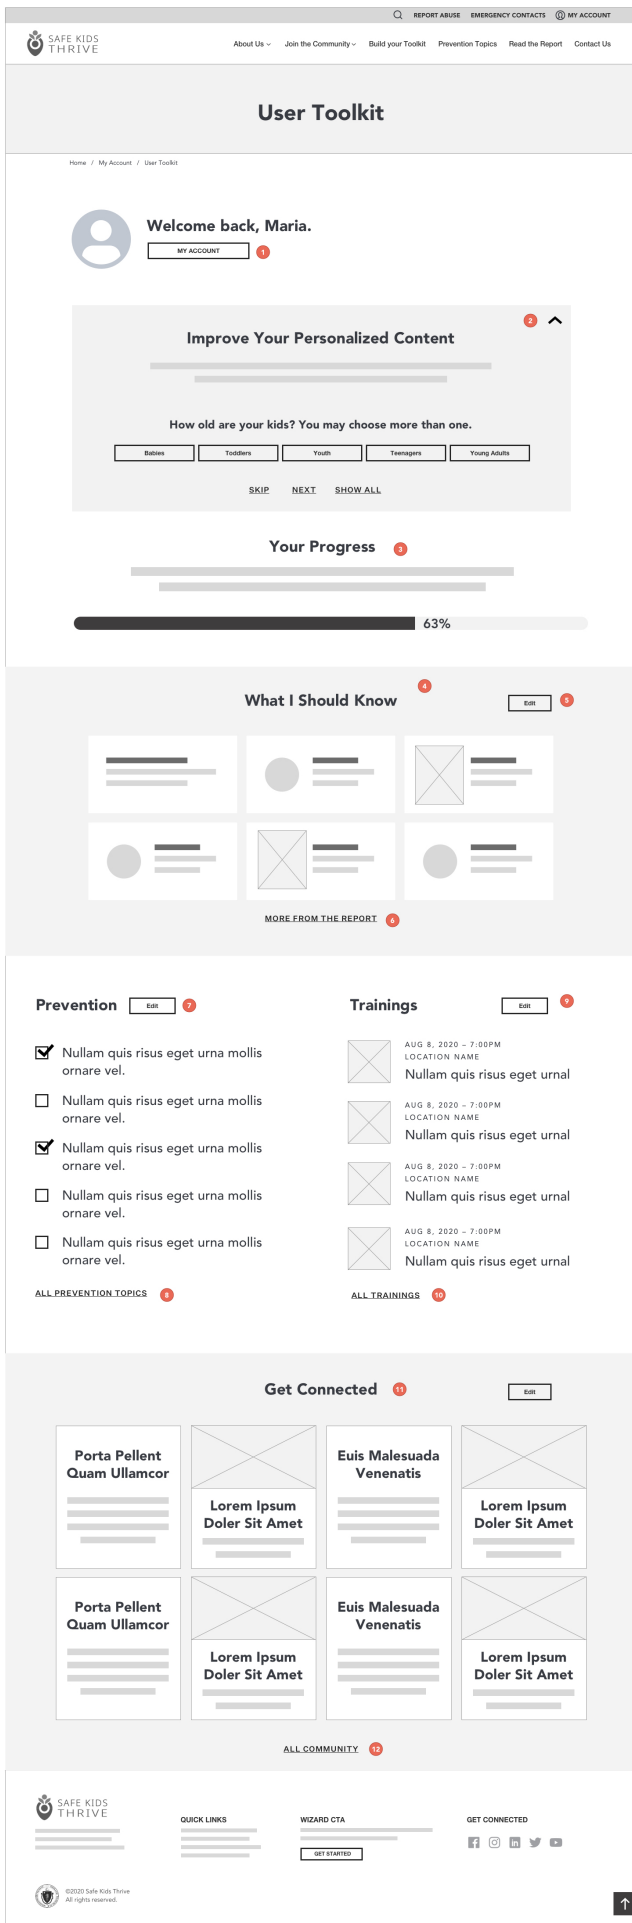 REPORT ABUSE EMERGENCY CONTACTS MY ACCOUNT
SAFE KIDS
THRIVE
About Us Join the Community Build your Toolkit Prevention Topics Read the Report Contact Us
User Toolkit
Home / My Account / User Toolkit
Welcome back, Maria.
MY ACCOUNT 1
2
Improve Your Personalized Content
How old are your kids? You may choose more than one.
Babies Toddlers Youth Teenagers Young Adults
SKIP NEXT SHOW ALL
Your Progress 3
63%
4
What I Should Know Edit 5
MORE FROM THE REPORT 6
Prevention Edit 7
Nullam quis risus eget urna mollis
ornare vel.
Nullam quis risus eget urna mollis
ornare vel.
Nullam quis risus eget urna mollis
ornare vel.
Nullam quis risus eget urna mollis
ornare vel.
Nullam quis risus eget urna mollis
ornare vel.
ALL PREVENTION TOPICS 8
Trainings Edit 9
AUG 8, 2020 – 7:00PM
LOCATION NAME
Nullam quis risus eget urnal
AUG 8, 2020 – 7:00PM
LOCATION NAME
Nullam quis risus eget urnal
AUG 8, 2020 – 7:00PM
LOCATION NAME
Nullam quis risus eget urnal
AUG 8, 2020 – 7:00PM
LOCATION NAME
Nullam quis risus eget urnal
ALL TRAININGS 10
Get Connected 11 Edit
Porta Pellent
Quam Ullamcor
Lorem Ipsum
Doler Sit Amet
Euis Malesuada
Venenatis
Lorem Ipsum
Doler Sit Amet
Porta Pellent
Quam Ullamcor
Lorem Ipsum
Doler Sit Amet
Euis Malesuada
Venenatis
Lorem Ipsum
Doler Sit Amet
ALL COMMUNITY 12
SAFE KIDS
THRIVE
QUICK LINKS
WIZARD CTA
GET STARTED
GET CONNECTED
©2020 Safe Kids Thrive
All rights reserved.